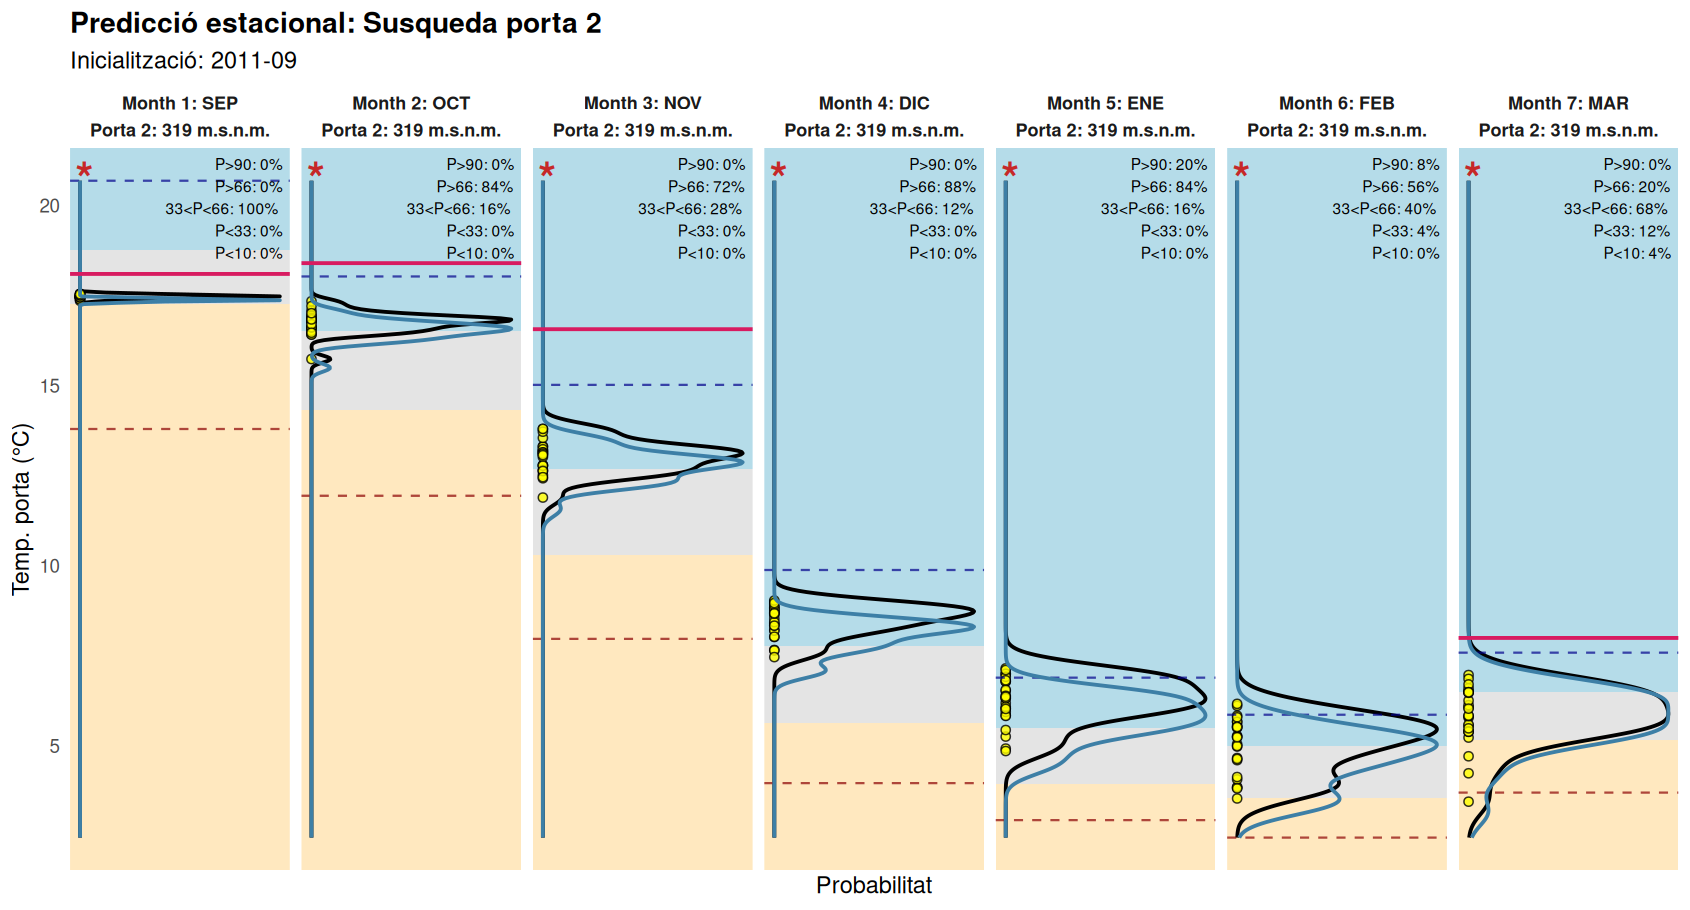 Predicció estacional: Susqueda porta 2
Inicialització: 2011-09
Month 1: SEP
Porta 2: 319 m.s.n.m.
Month 2: OCT
Porta 2: 319 m.s.n.m.
Month 3: NOV
Porta 2: 319 m.s.n.m.
Month 4: DIC
Porta 2: 319 m.s.n.m.
Month 5: ENE
Porta 2: 319 m.s.n.m.
Month 6: FEB
Porta 2: 319 m.s.n.m.
Month 7: MAR
Porta 2: 319 m.s.n.m.
*
P>90: 0%
P>66: 0%
33<P<66: 100%
P<33: 0%
P<10: 0%
*
P>90: 0%
P>66: 84%
33<P<66: 16%
P<33: 0%
P<10: 0%
*
P>90: 0%
P>66: 72%
33<P<66: 28%
P<33: 0%
P<10: 0%
*
P>90: 0%
P>66: 88%
33<P<66: 12%
P<33: 0%
P<10: 0%
*
P>90: 20%
P>66: 84%
33<P<66: 16%
P<33: 0%
P<10: 0%
*
P>90: 8%
P>66: 56%
33<P<66: 40%
P<33: 4%
P<10: 0%
*
P>90: 0%
P>66: 20%
33<P<66: 68%
P<33: 12%
P<10: 4%
20
15
10
5
Temp. porta (°C)
Probabilitat